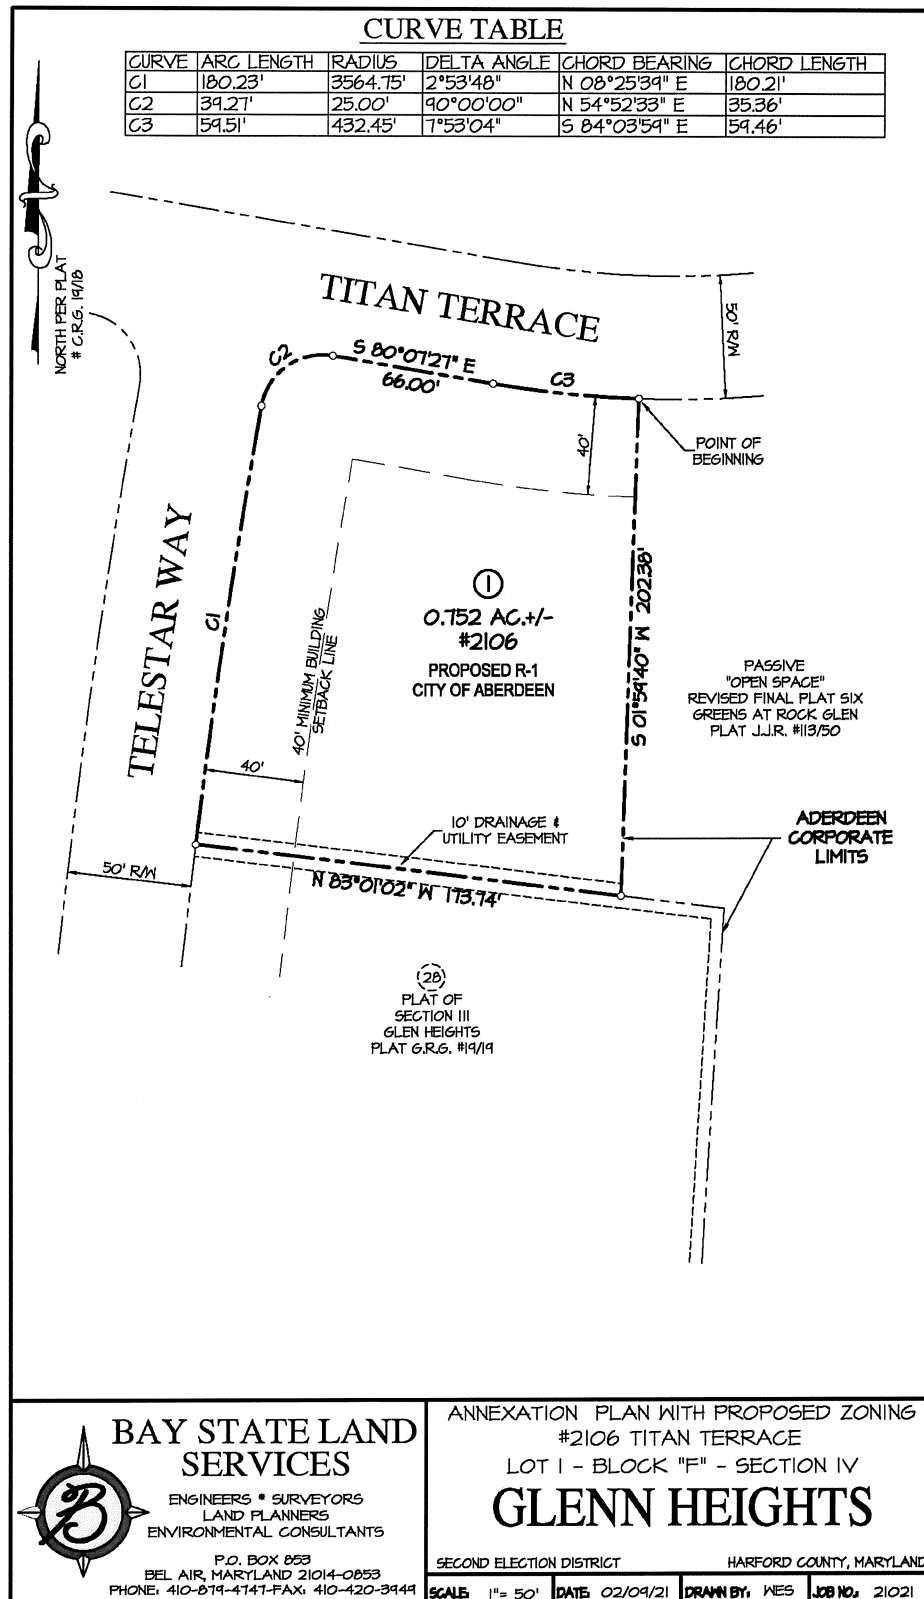 CURVE TABLE
CURVE ARC LENGTH RADIUS DELTA ANGLE CHORD BEARING CHORD LENGTH
C1 180.23' 3564.75' 2°53'48" N 08°25'39" E 180.21'
C2 39.27' 25.00' 90°00'00" N 54°52'33" E 35.36'
C3 59.51' 432.45' 7°53'04" S 84°03'59" E 59.46'
NORTH PER PLAT
# C.R.G. 19/18
TITAN TERRACE
50' R/W
C2
S 80°07'27" E
66.00'
C3
40'
POINT OF
BEGINNING
TELESTAR WAY
C1
1
0.752 AC.+/-
#2106
PROPOSED R-1
CITY OF ABERDEEN
40' MINIMUM BUILDING
SETBACK LINE
S 01°59'40" W 202.38'
PASSIVE
"OPEN SPACE"
REVISED FINAL PLAT SIX
GREENS AT ROCK GLEN
PLAT J.J.R. #113/50
40'
10' DRAINAGE &
UTILITY EASEMENT
ADERDEEN
CORPORATE
LIMITS
50' R/W
N 83°01'02" W 173.74'
28
PLAT OF
SECTION III
GLEN HEIGHTS
PLAT G.R.G. #19/19
B
BAY STATE LAND
SERVICES
ENGINEERS * SURVEYORS
LAND PLANNERS
ENVIRONMENTAL CONSULTANTS
P.O. BOX 853
BEL AIR, MARYLAND 21014-0853
PHONE: 410-879-4747-FAX: 410-420-3949
ANNEXATION PLAN WITH PROPOSED ZONING
#2106 TITAN TERRACE
LOT 1 - BLOCK "F" - SECTION IV
GLENN HEIGHTS
SECOND ELECTION DISTRICT HARFORD COUNTY, MARYLAND
SCALE: 1"= 50' DATE: 02/09/21 DRAWN BY: WES JOB NO.: 21021